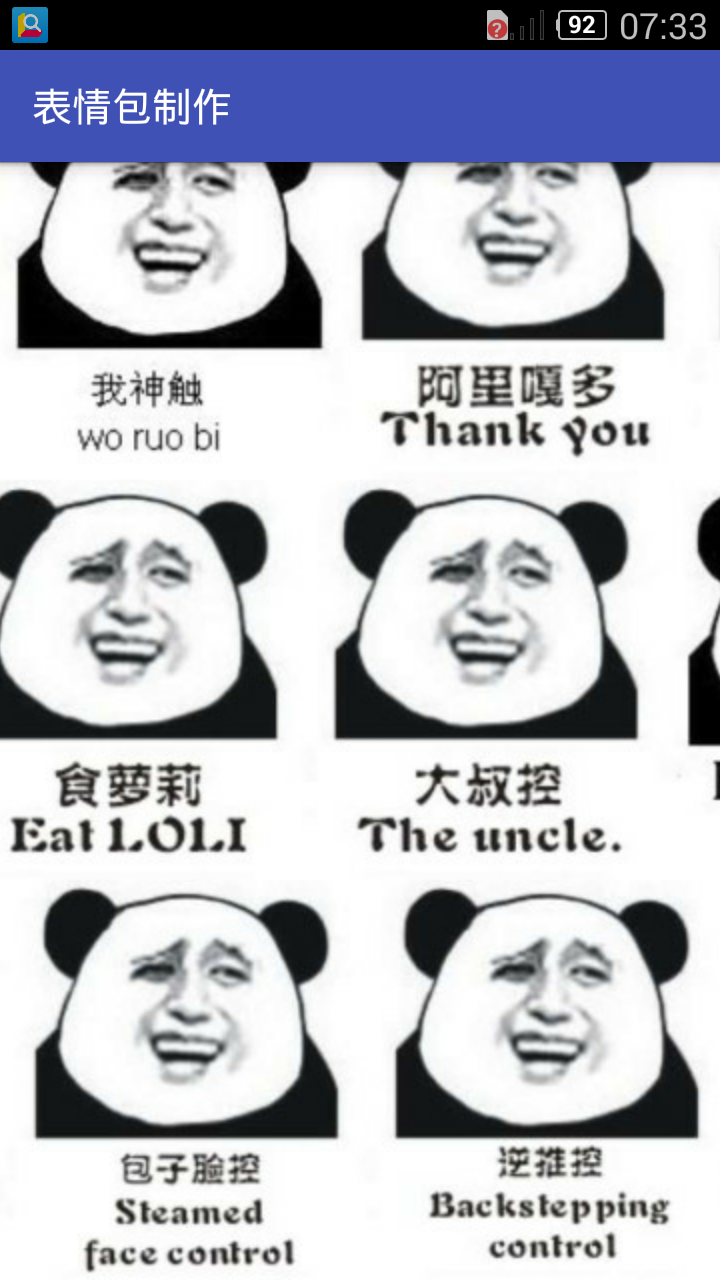 92 07:33
表情包制作
我神触
wo ruo bi
阿里嘎多
Thank you
食萝莉
Eat LOLI
大叔控
The uncle.
包子脸控
Steamed
face control
逆推控
Backstepping
control